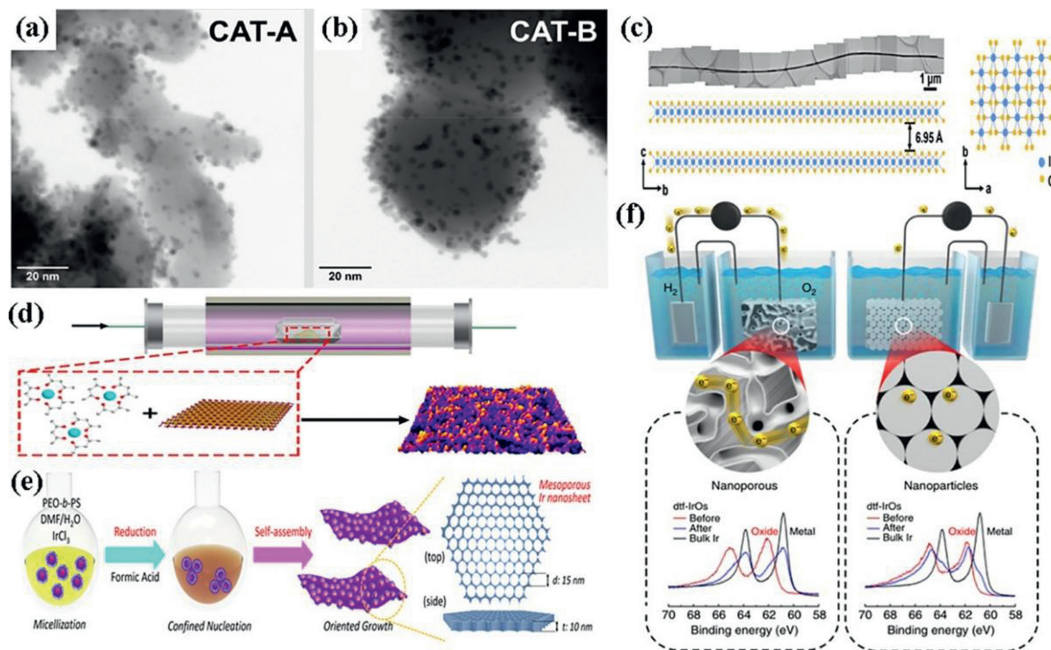 (a)
CAT-A
20 nm
(b)
CAT-B
20 nm
(c)
1 μm
6.95 Å
c
b
b
a
(d)
+
(e)
PEO-b-PS
DMF/H2O
IrCl3
Reduction
Formic Acid
Self-assembly
Micellization
Confined Nucleation
Oriented Growth
Mesoporous
Ir nanosheet
(top)
d: 15 nm
(side)
t: 10 nm
(f)
H2
O2
e-
e-
e-
e-
e-
e-
e-
Nanoporous
Nanoparticles
dtf-IrOs
Before
After
Bulk Ir
Oxide
Metal
70 68 66 64 62 60 58
Binding energy (eV)
dtf-IrOs
Before
After
Bulk Ir
Oxide
Metal
70 68 66 64 62 60 58
Binding energy (eV)